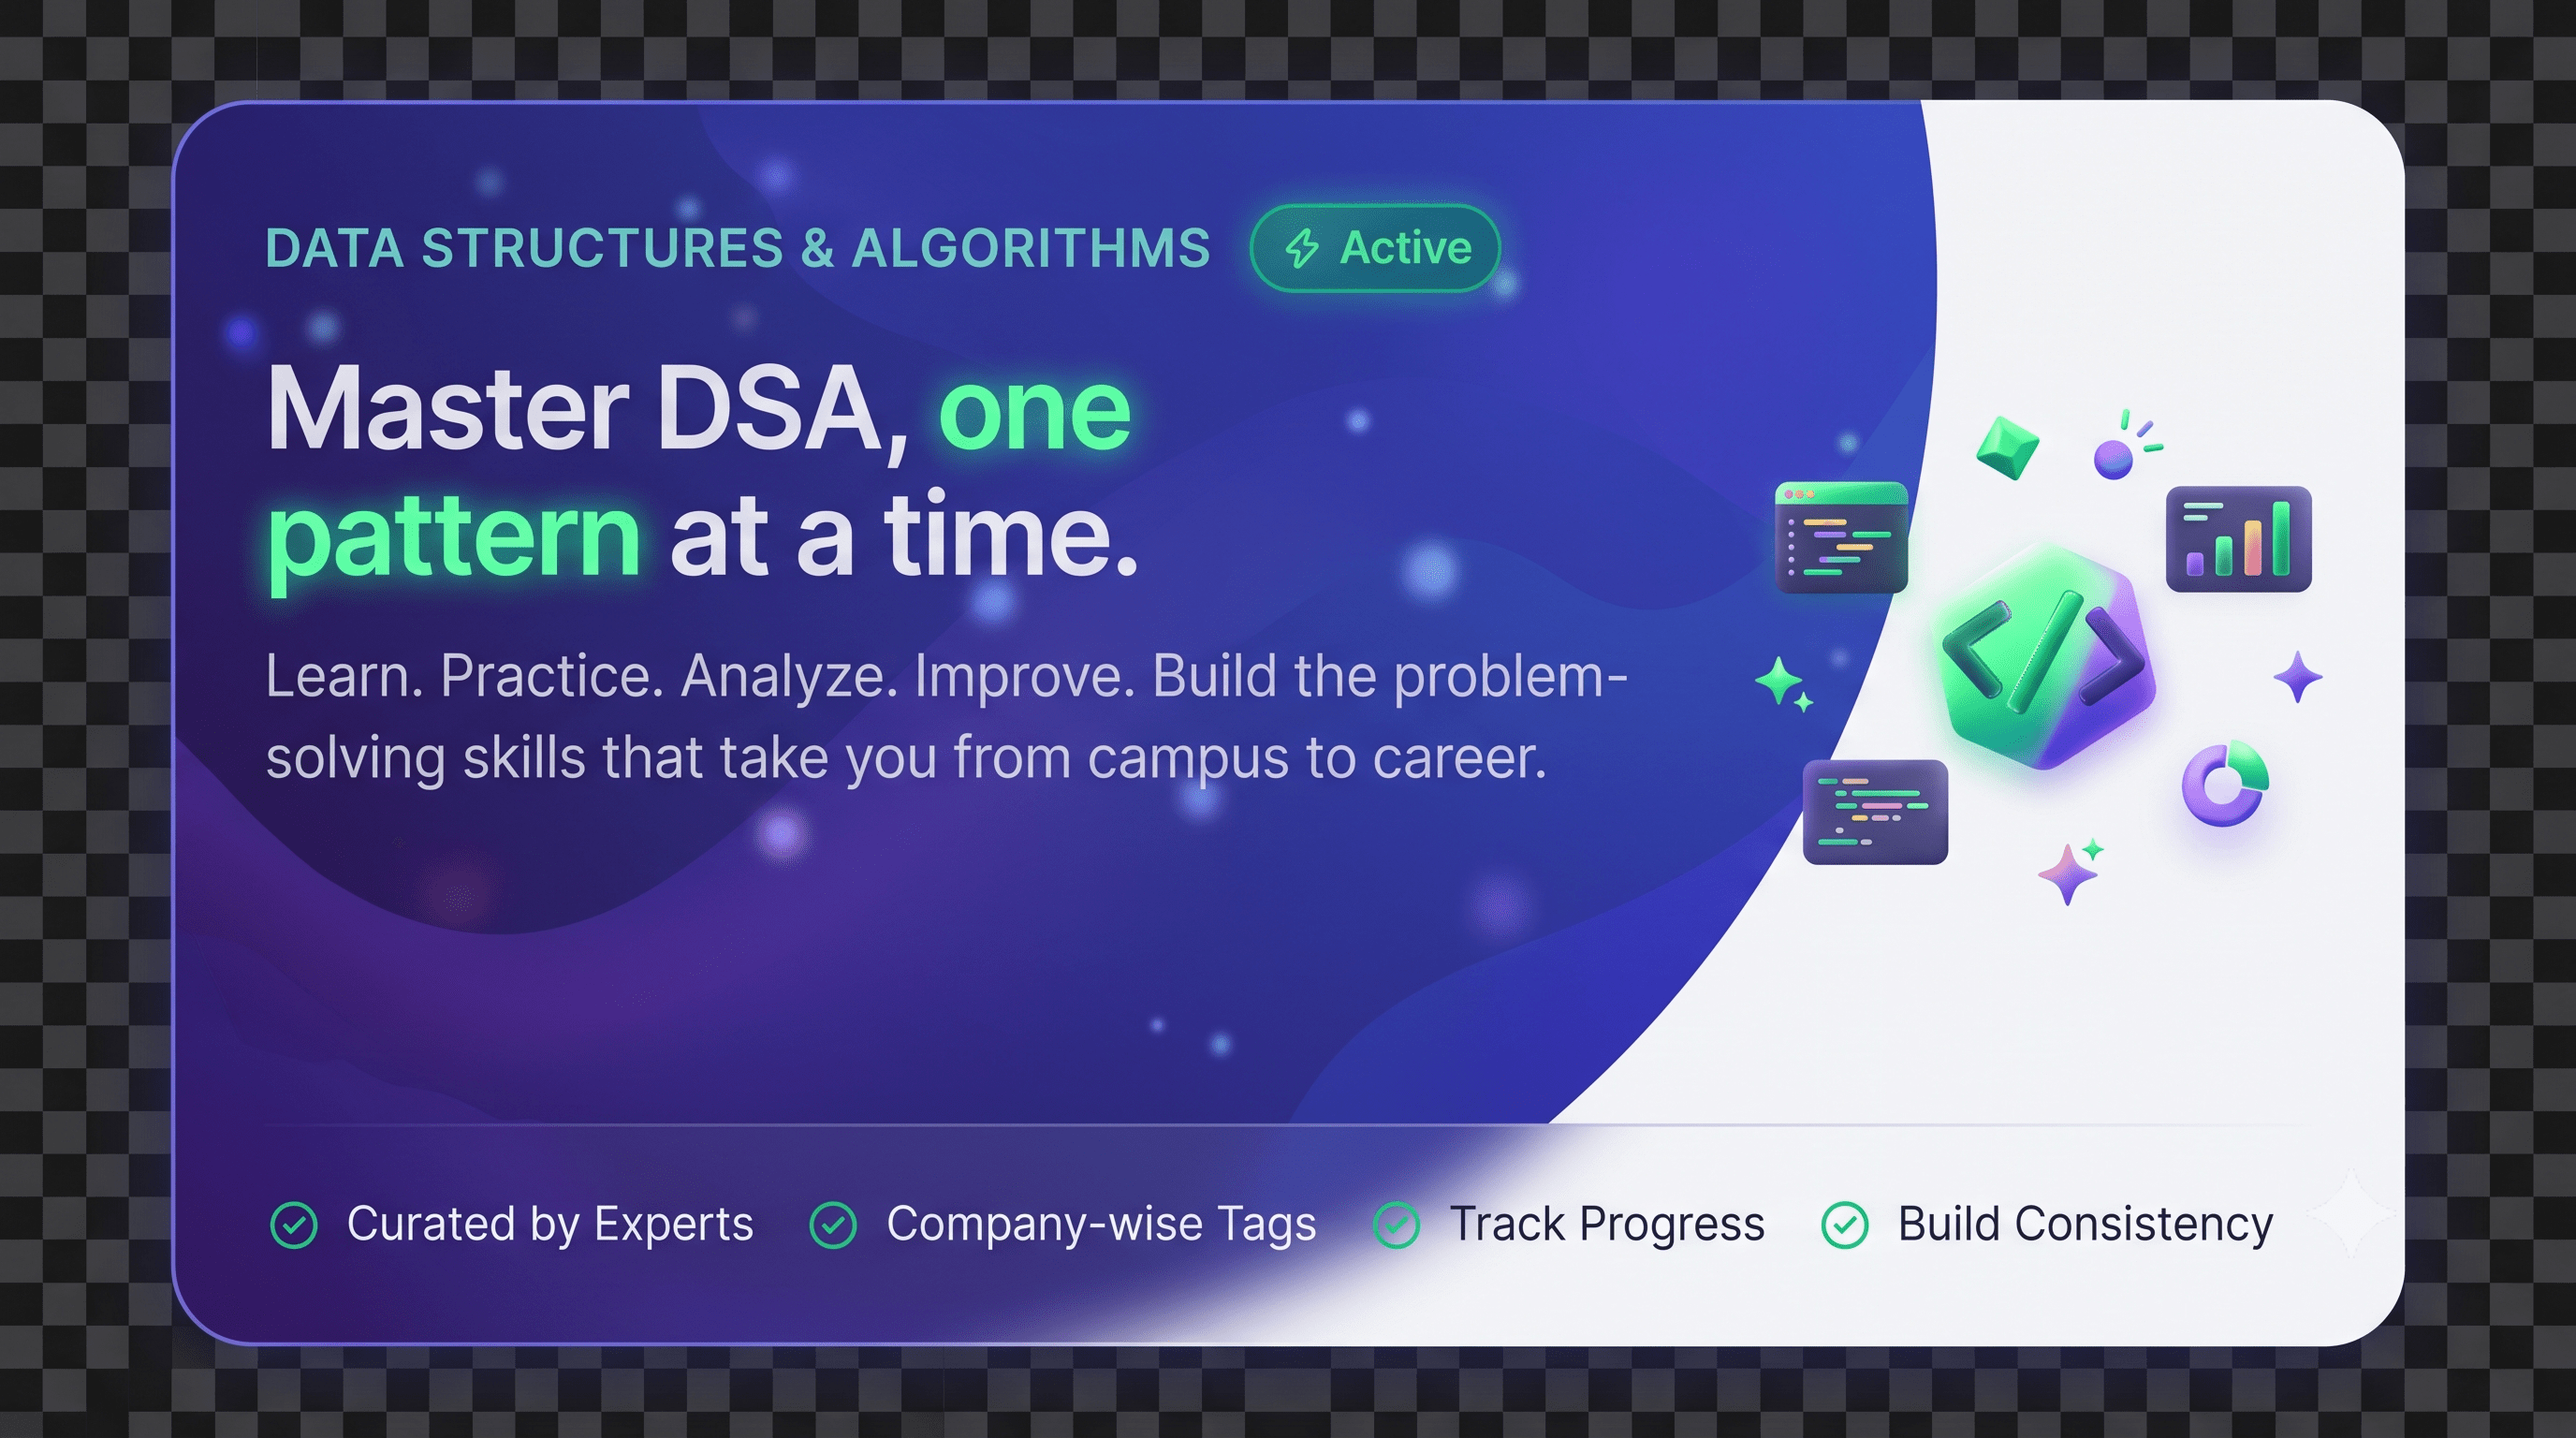 DATA STRUCTURES & ALGORITHMS
Active
Master DSA, one
pattern at a time.
Learn. Practice. Analyze. Improve. Build the problem-
solving skills that take you from campus to career.
Curated by Experts
Company-wise Tags
Track Progress
Build Consistency